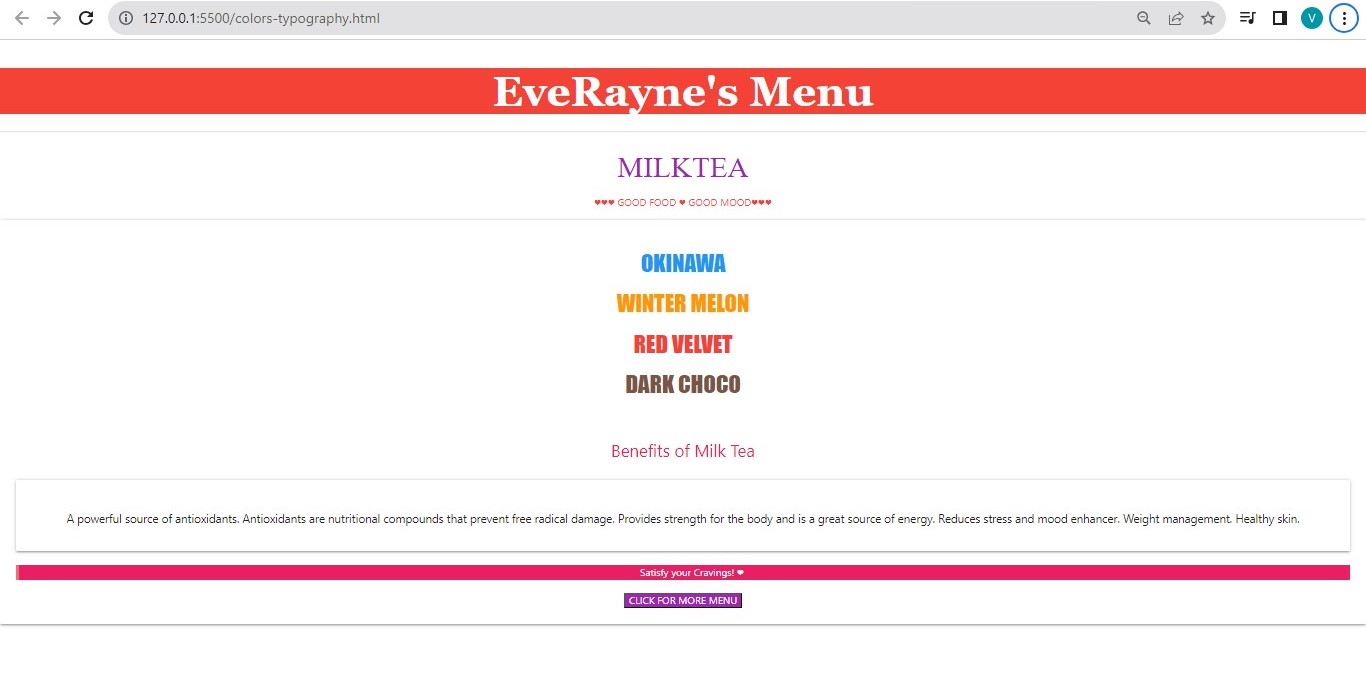 127.0.0.1:5500/colors-typography.html
V
EveRayne's Menu
MILKTEA
♥♥♥ GOOD FOOD ♥ GOOD MOOD♥♥♥
OKINAWA
WINTER MELON
RED VELVET
DARK CHOCO
Benefits of Milk Tea
A powerful source of antioxidants. Antioxidants are nutritional compounds that prevent free radical damage. Provides strength for the body and is a great source of energy. Reduces stress and mood enhancer. Weight management. Healthy skin.
Satisfy your Cravings! ❤
CLICK FOR MORE MENU